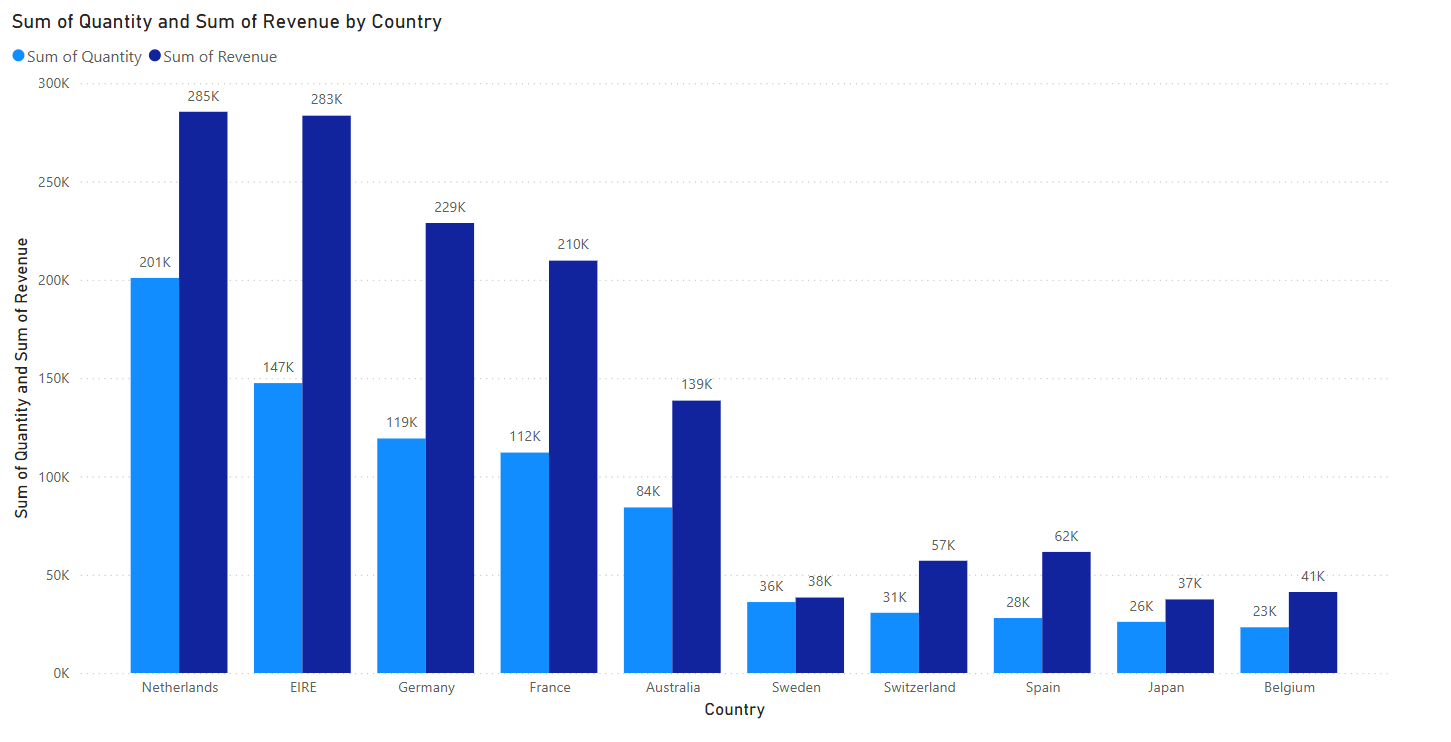 Sum of Quantity and Sum of Revenue by Country
Sum of Quantity Sum of Revenue
300K
250K
200K
150K
100K
50K
0K
Sum of Quantity and Sum of Revenue
201K 285K
147K 283K
119K 229K
112K 210K
84K 139K
36K 38K
31K 57K
28K 62K
26K 37K
23K 41K
Netherlands EIRE Germany France Australia Sweden Switzerland Spain Japan Belgium
Country